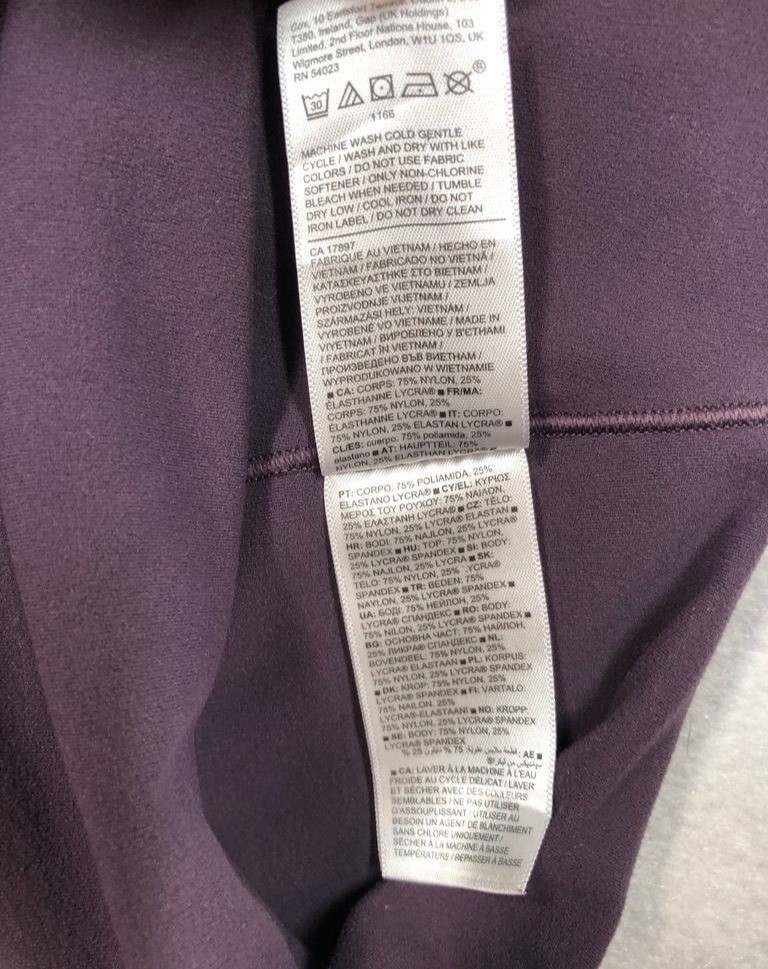 T380, Ireland, Gap (UK Holdings)
Limited, 2nd Floor Nations House, 103
Wigmore Street, London, W1U 1QS, UK
RN 54023
30
®
1166
MACHINE WASH COLD GENTLE
CYCLE / WASH AND DRY WITH LIKE
COLORS / DO NOT USE FABRIC
SOFTENER / ONLY NON-CHLORINE
BLEACH WHEN NEEDED / TUMBLE
DRY LOW / COOL IRON / DO NOT
IRON LABEL / DO NOT DRY CLEAN
CA 17897
FABRIQUE AU VIETNAM / HECHO EN
VIETNAM / FABRICADO NO VIETNÃ /
ΚΑΤΑΣΚΕΥΑΣΤΗΚΕ ΣΤΟ ΒΙΕΤΝΑΜ /
VYROBENO VE VIETNAMU / ZEMLJA
PROIZVODNJE VIJETNAM /
SZÁRMAZÁSI HELY: VIETNÁM /
VYROBENÉ VO VIETNAME / MADE IN
VIYETNAM / ВИРОБЛЕНО У В'ЄТНАМІ
/ FABRICAT ÎN VIETNAM /
ПРОИЗВЕДЕНО ВЪВ ВИЕТНАМ /
WYPRODUKOWANO W WIETNAMIE
■ CA: CORPS: 75% NYLON, 25%
ÉLASTHANNE LYCRA® ■ FR/MA:
CORPS: 75% NYLON, 25%
ÉLASTHANNE LYCRA® ■ IT: CORPO:
75% NYLON, 25% ELASTAN LYCRA® ■
CL/ES: cuerpo: 75% poliamida, 25%
elastano ■ AT: HAUPTTEIL: 75%
NYLON, 25% ELASTHAN LYCRA®
PT: CORPO: 75% POLIAMIDA, 25%
ELASTANO LYCRA® ■ CY/EL: ΚΥΡΙΩΣ
ΜΕΡΟΣ ΤΟΥ ΡΟΥΧΟΥ: 75% ΝΑΙΛΟΝ,
25% ΕΛΑΣΤΑΝΗ LYCRA® ■ CZ: TĚLO:
75% NYLON, 25% LYCRA® ELASTAN ■
HR: BODI: 75% NAJLON, 25% LYCRA®
SPANDEX ■ HU: TOP: 75% NYLON,
25% LYCRA® SPANDEX ■ SI: BODY:
75% NAJLON, 25% LYCRA ■ SK:
TELO: 75% NYLON, 25% LYCRA®
SPANDEX ■ TR: BEDEN: 75%
NAYLON, 25% LYCRA® SPANDEX ■
UA: БОДІ: 75% НЕЙЛОН, 25%
LYCRA® СПАНДЕКС ■ RO: BODY:
75% NILON, 25% LYCRA® SPANDEX ■
BG: ОСНОВНА ЧАСТ: 75% НАЙЛОН,
25% ЛИКРА® СПАНДЕКС ■ NL:
BOVENDEEL: 75% NYLON, 25%
LYCRA® ELASTAAN ■ PL: KORPUS:
75% NYLON, 25% LYCRA® SPANDEX
■ DK: KROP: 75% NYLON, 25%
LYCRA® SPANDEX ■ FI: VARTALO:
75% NAILON, 25%
LYCRA®-ELASTAANI ■ NO: KROPP:
75% NYLON, 25% LYCRA® SPANDEX
■ SE: BODY: 75% NYLON, 25%
LYCRA® SPANDEX
■ AE: 75 % 25 %
■ CA: LAVER À LA MACHINE À L'EAU
FROIDE AU CYCLE DÉLICAT / LAVER
ET SÉCHER AVEC DES COULEURS
SEMBLABLES / NE PAS UTILISER
D'ASSOUPLISSANT / UTILISER AU
BESOIN UN AGENT DE BLANCHIMENT
SANS CHLORE UNIQUEMENT /
SÉCHER À LA MACHINE À BASSE
TEMPÉRATURE / REPASSER À BASSE